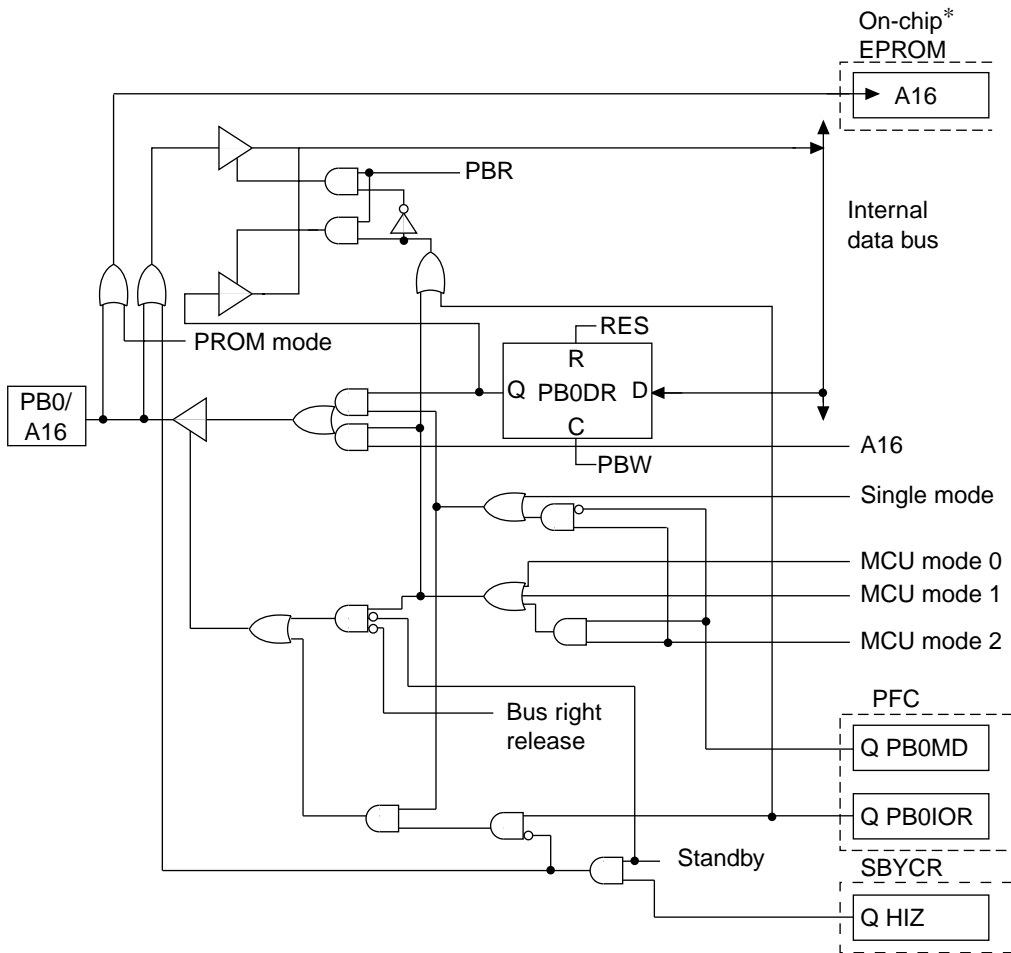 On-chip*
EPROM
A16
PBR
Internal
data bus
PROM mode
RES
R
Q PB0DR D
C
PBW
PB0/
A16
A16
Single mode
MCU mode 0
MCU mode 1
MCU mode 2
Bus right
release
PFC
Q PB0MD
Q PB0IOR
Standby
SBYCR
Q HIZ